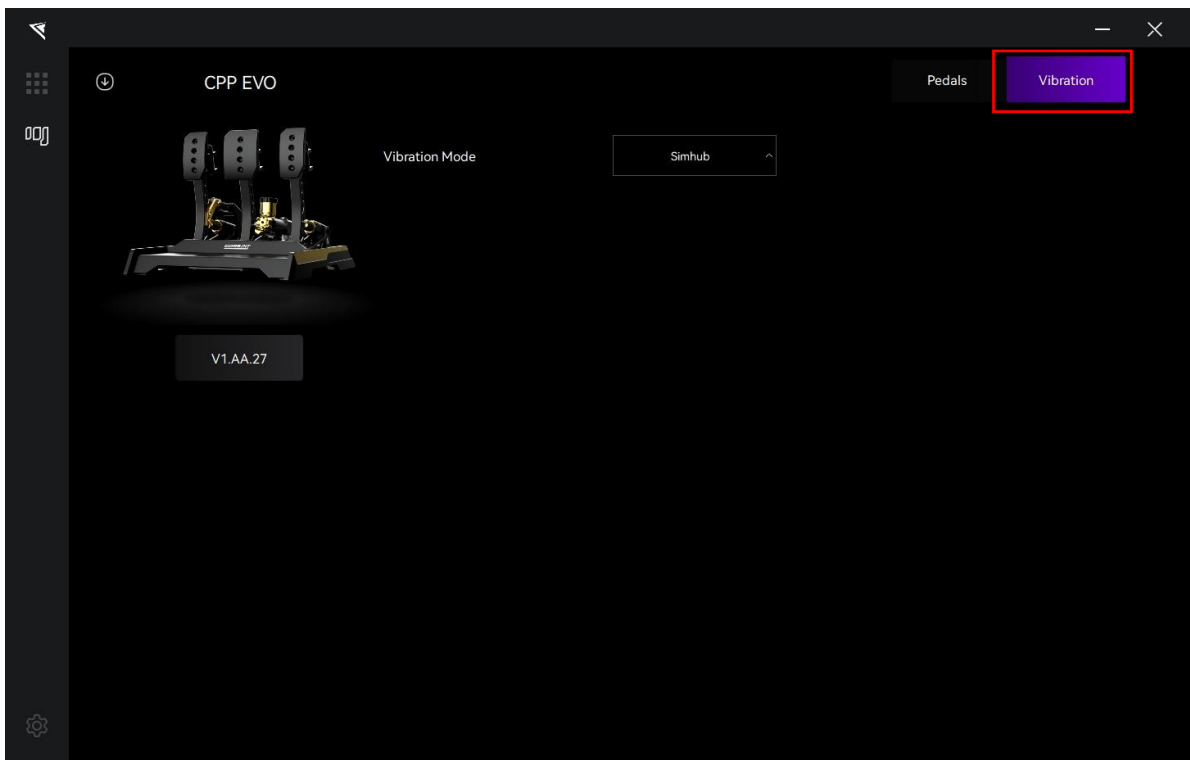 CPP EVO
Pedals
Vibration
Vibration Mode
Simhub
V1.AA.27